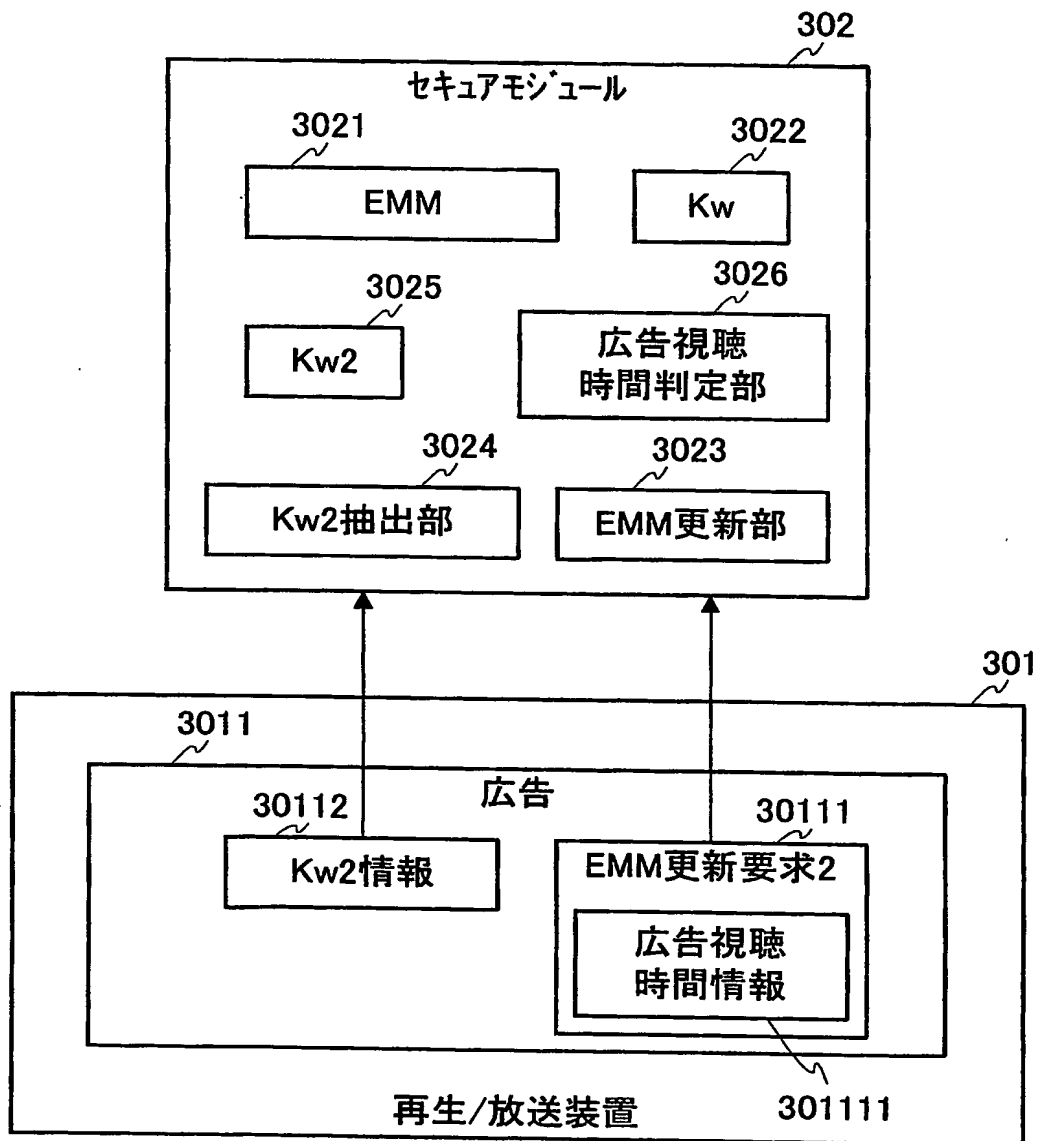 302
セキュアモジュール
3021
3022
EMM
Kw
3025
3026
Kw2
広告視聴
時間判定部
3024
3023
Kw2抽出部
EMM更新部
301
3011
広告
30112
30111
Kw2情報
EMM更新要求2
広告視聴
時間情報
再生/放送装置
301111